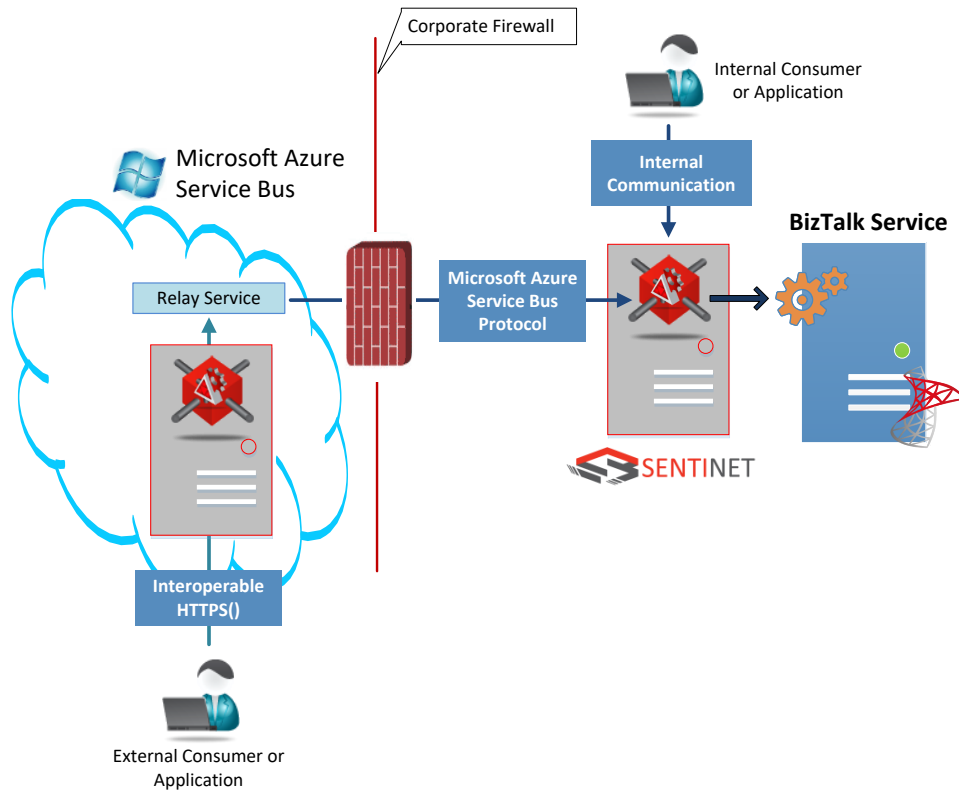 Corporate Firewall
Internal Consumer
or Application
Microsoft Azure
Service Bus
Internal
Communication
BizTalk Service
Relay Service
Microsoft Azure
Service Bus
Protocol
SENTINET
Interoperable
HTTPS()
External Consumer or
Application